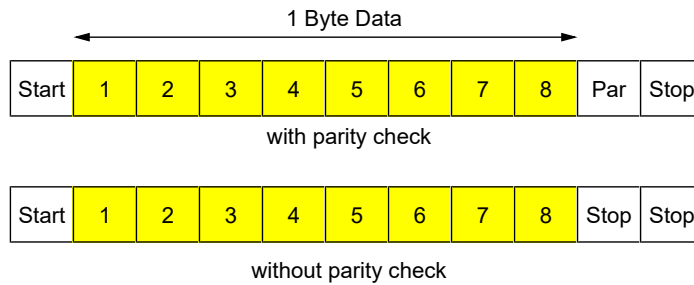 1 Byte Data
Start 1 2 3 4 5 6 7 8 Par Stop
with parity check
Start 1 2 3 4 5 6 7 8 Stop Stop
without parity check